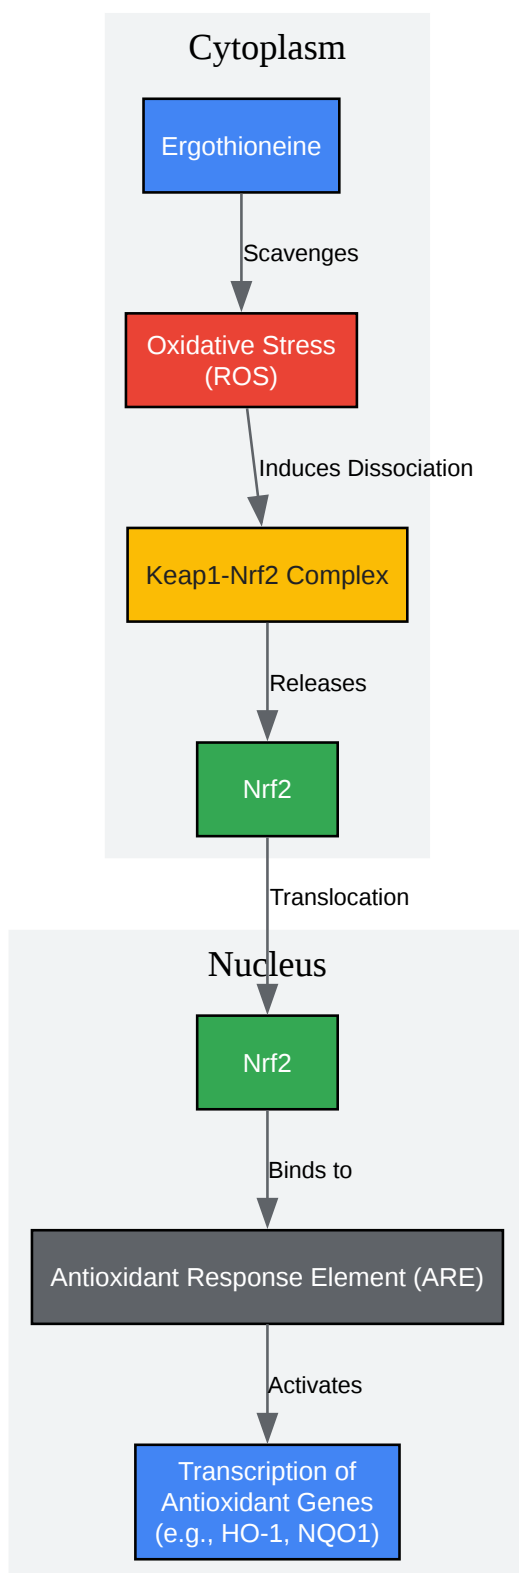 Cytoplasm
Ergothioneine
Scavenges
Oxidative Stress
(ROS)
Induces Dissociation
Keap1-Nrf2 Complex
Releases
Nrf2
Translocation
Nucleus
Nrf2
Binds to
Antioxidant Response Element (ARE)
Activates
Transcription of
Antioxidant Genes
(e.g., HO-1, NQO1)